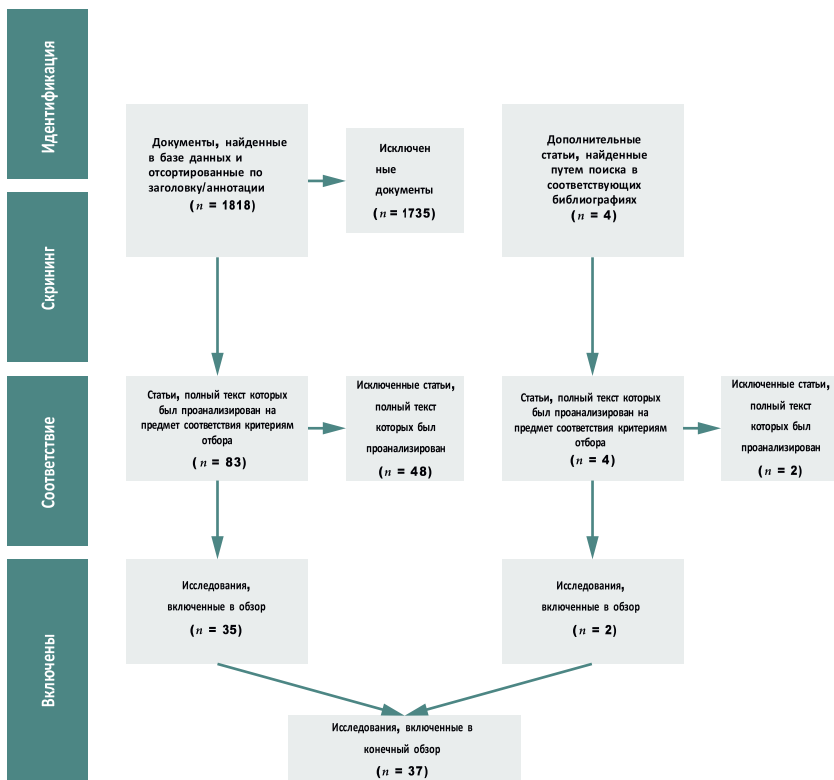 Идентификация
Документы, найденные
в базе данных и
отсортированные по
заголовку/аннотации
(n = 1818)
Исключен
ные
документы
(n = 1735)
Дополнительные
статьи, найденные
путем поиска в
соответствующих
библиографиях
(n = 4)
Скрининг
Соответствие
Статьи, полный текст которых
был проанализирован на
предмет соответствия критериям
отбора
(n = 83)
Исключенные статьи,
полный текст
которых был
проанализирован
(n = 48)
Статьи, полный текст которых
был проанализирован на
предмет соответствия критериям
отбора
(n = 4)
Исключенные статьи,
полный текст
которых был
проанализирован
(n = 2)
Включены
Исследования,
включенные в обзор
(n = 35)
Исследования,
включенные в обзор
(n = 2)
Исследования, включенные в
конечный обзор
(n = 37)